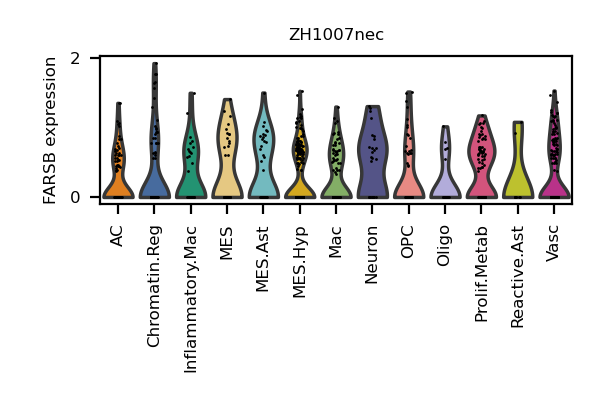 ZH1007nec
FARSB expression
2
0
AC
Chromatin.Reg
Inflammatory.Mac
MES
MES.Ast
MES.Hyp
Mac
Neuron
OPC
Oligo
Prolif.Metab
Reactive.Ast
Vasc